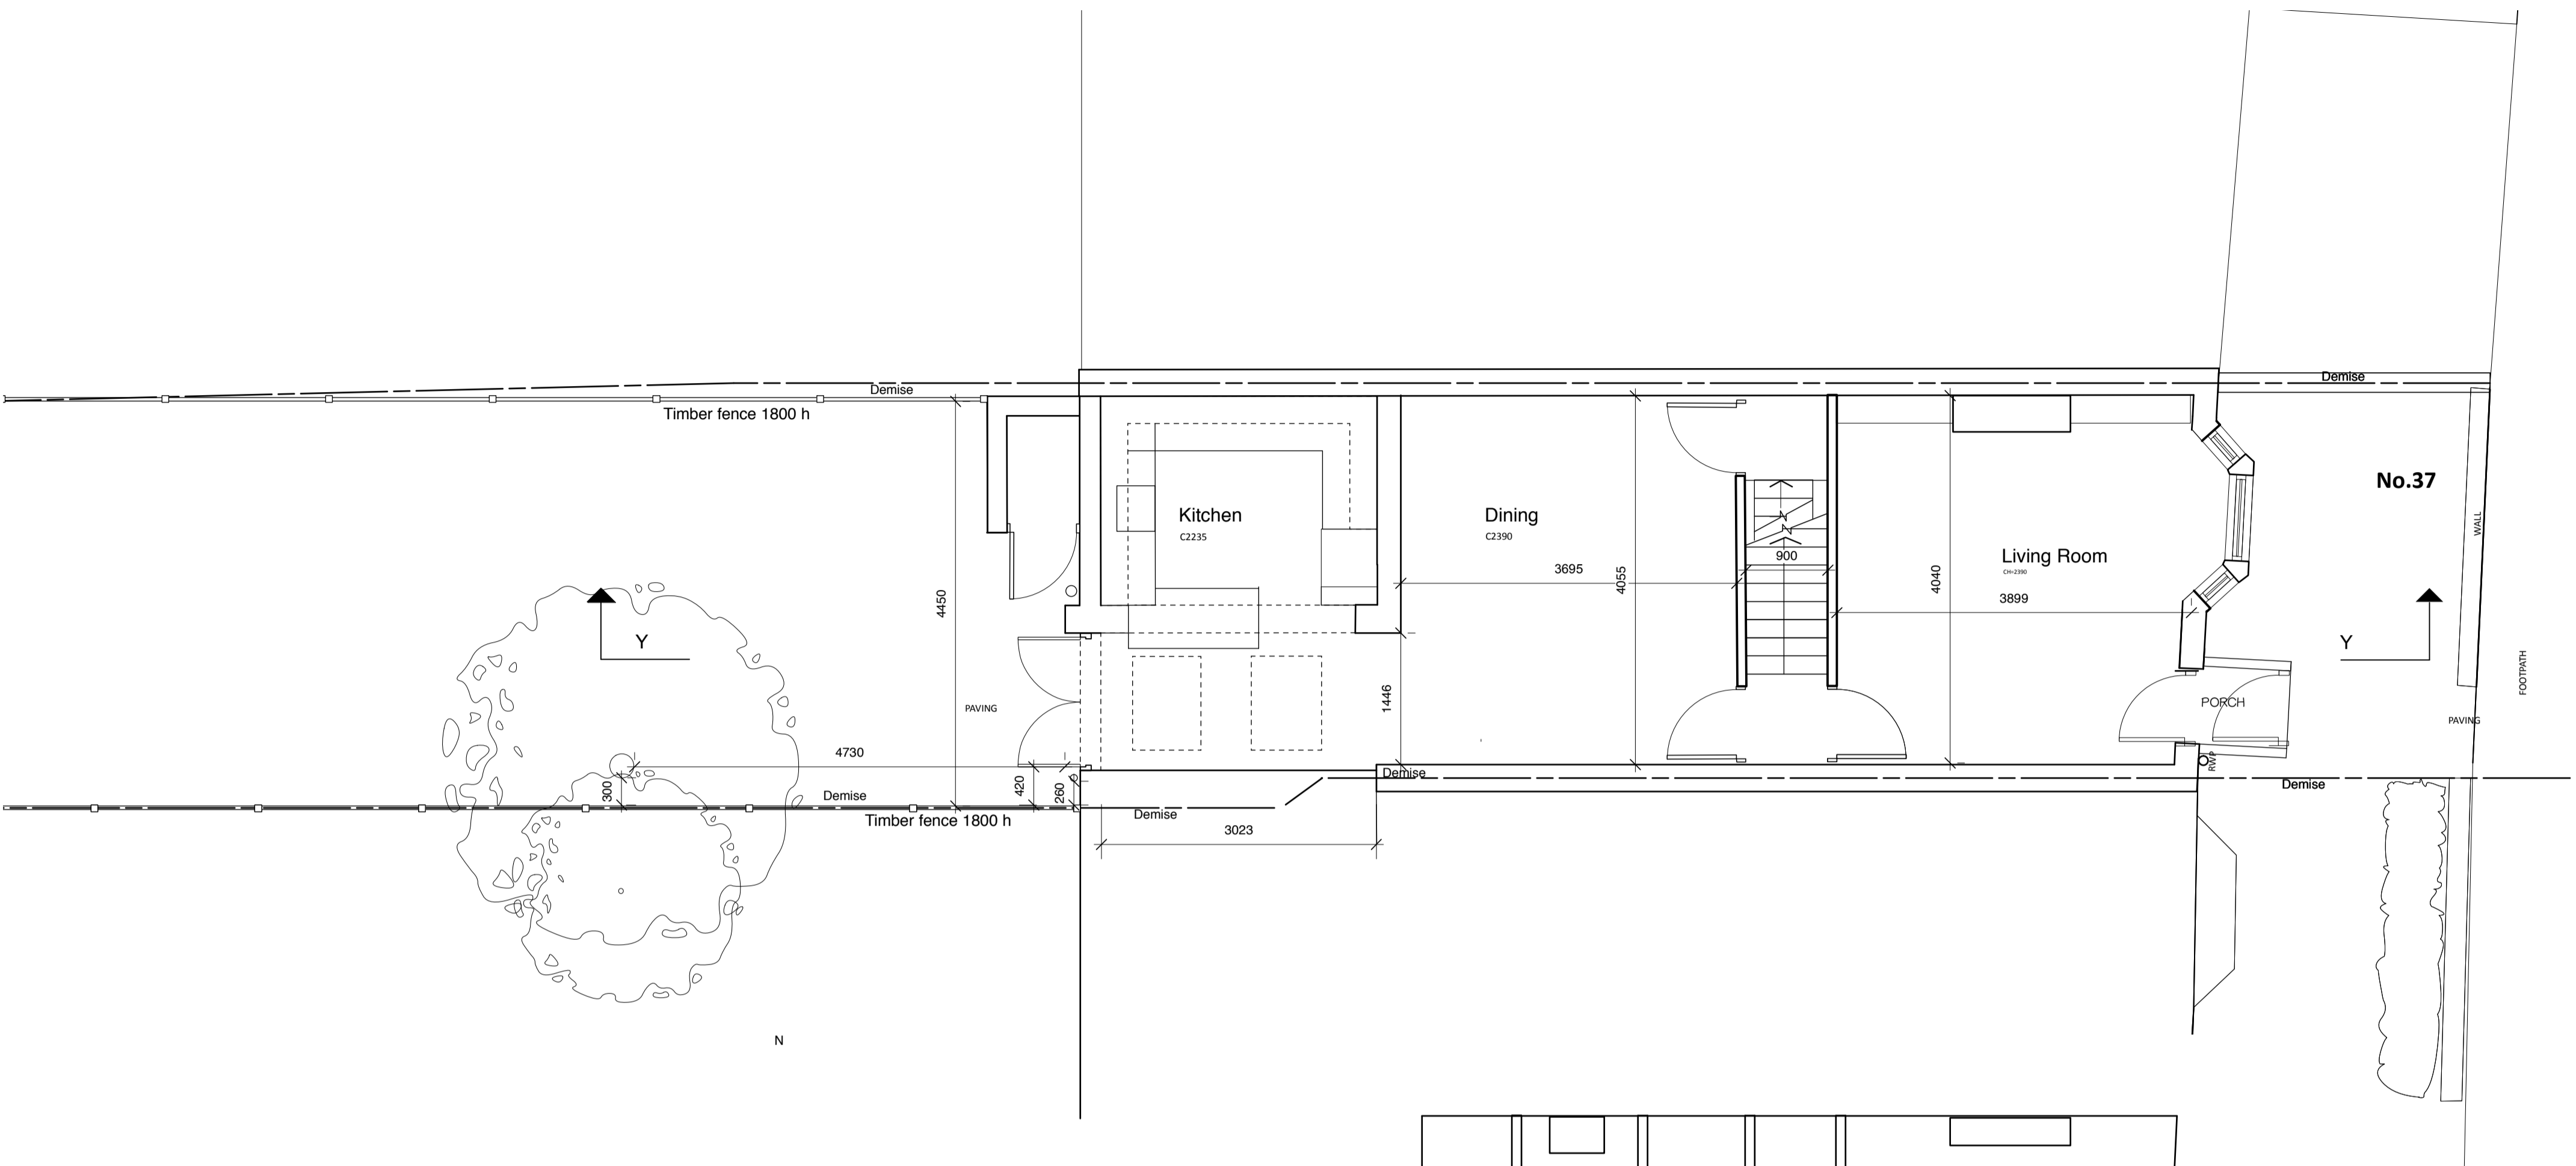 Demise
Demise
Timber fence 1800 h
No.37
Kitchen
C2235
Dining
C2390
WALL
Living Room
CH=2390
900
3695
4055
4040
3899
4450
Y
Y
FOOTPATH
1446
PORCH
PAVING
PAVING
4730
RWP
Demise
Demise
300
420
260
Demise
Demise
Timber fence 1800 h
3023
N